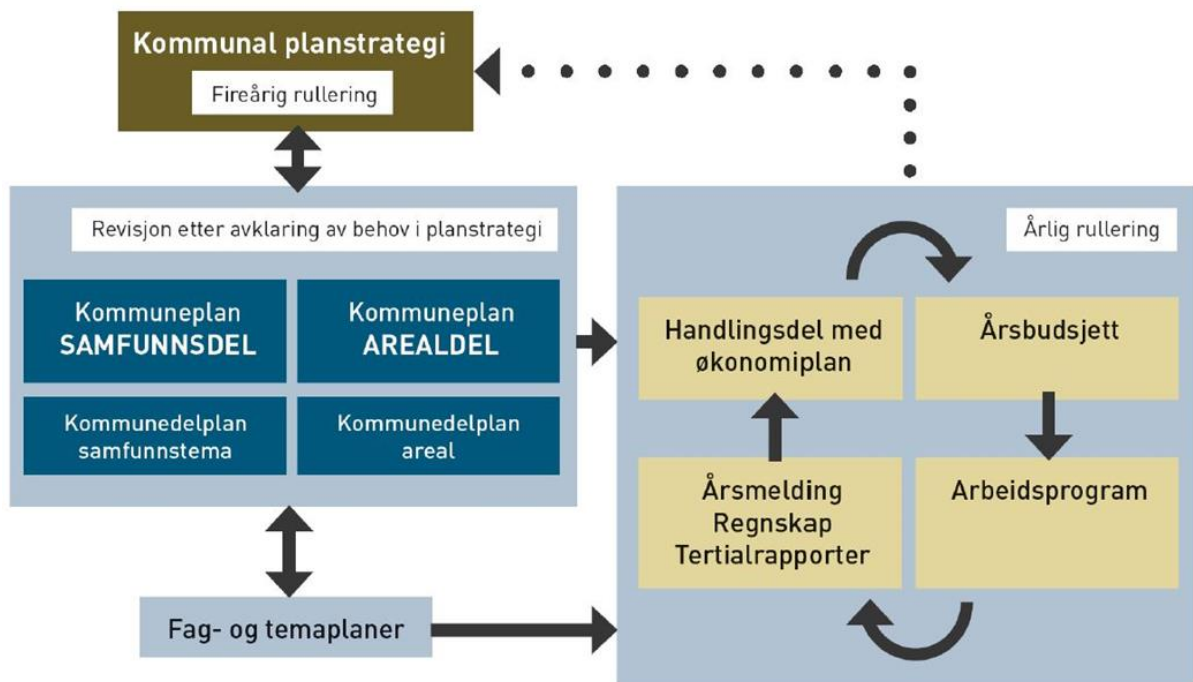 Kommunal planstrategi
Fireårig rullering
Revisjon etter avklaring av behov i planstrategi
Kommuneplan
SAMFUNNSDEL
Kommuneplan
AREALDEL
Kommunedelplan
samfunnstema
Kommunedelplan
areal
Fag- og temaplaner
Årlig rullering
Handlingsdel med
økonomiplan
Årsbudsjett
Årsmelding
Regnskap
Tertialrapporter
Arbeidsprogram